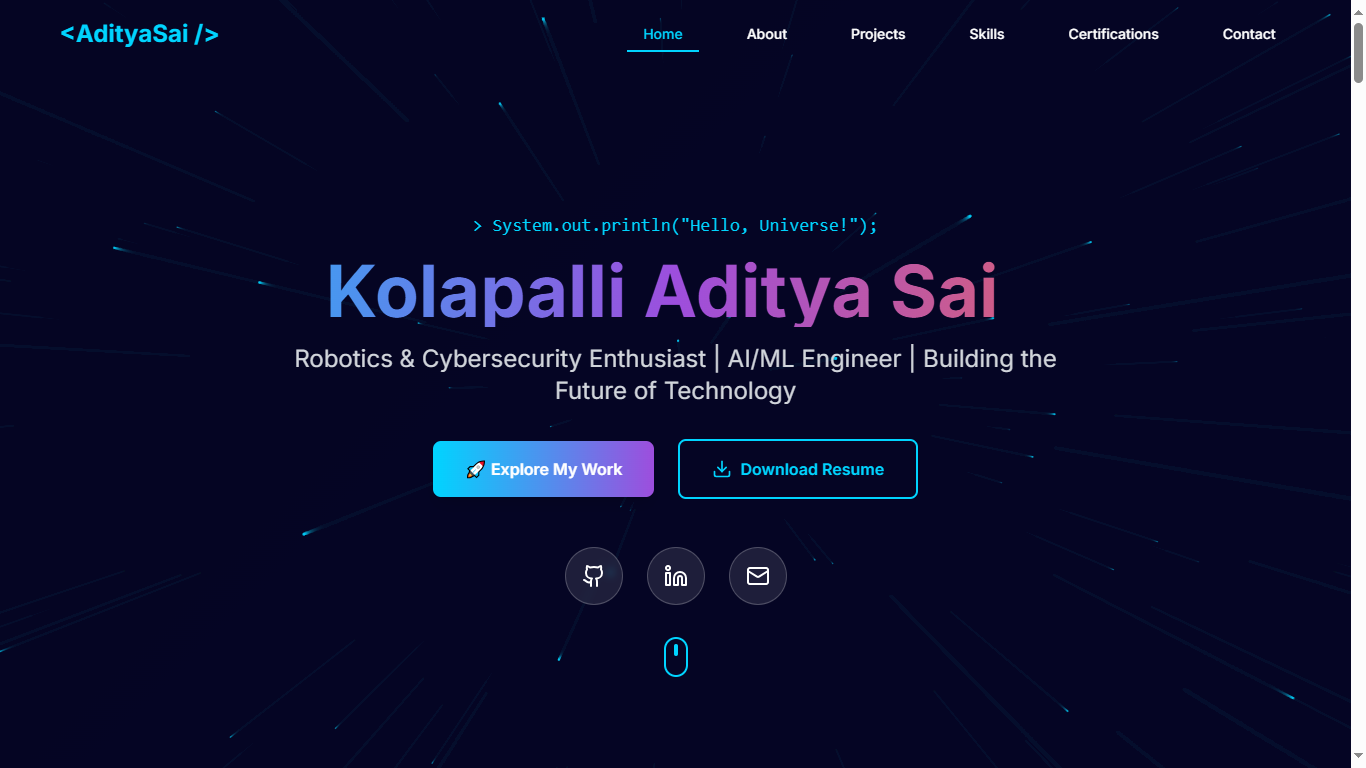 <AdityaSai />
Home About Projects Skills Certifications Contact
> System.out.println("Hello, Universe!");
Kolapalli Aditya Sai
Robotics & Cybersecurity Enthusiast | AI/ML Engineer | Building the
Future of Technology
🚀 Explore My Work
Download Resume